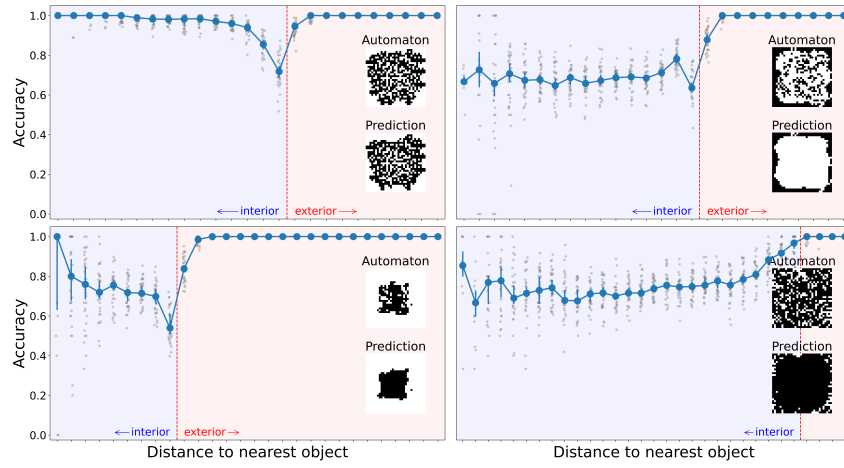 1.0
0.8
0.6
0.4
0.2
0.0
Accuracy
Automaton
Prediction
← interior
exterior →
Automaton
Prediction
← interior
exterior →
1.0
0.8
0.6
0.4
0.2
0.0
Accuracy
Automaton
Prediction
← interior
exterior →
Distance to nearest object
Automaton
Prediction
← interior
Distance to nearest object